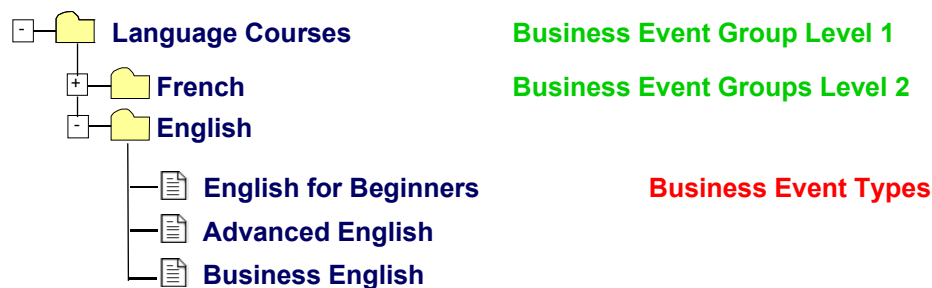 Language Courses Business Event Group Level 1
French Business Event Groups Level 2
English
English for Beginners Business Event Types
Advanced English
Business English